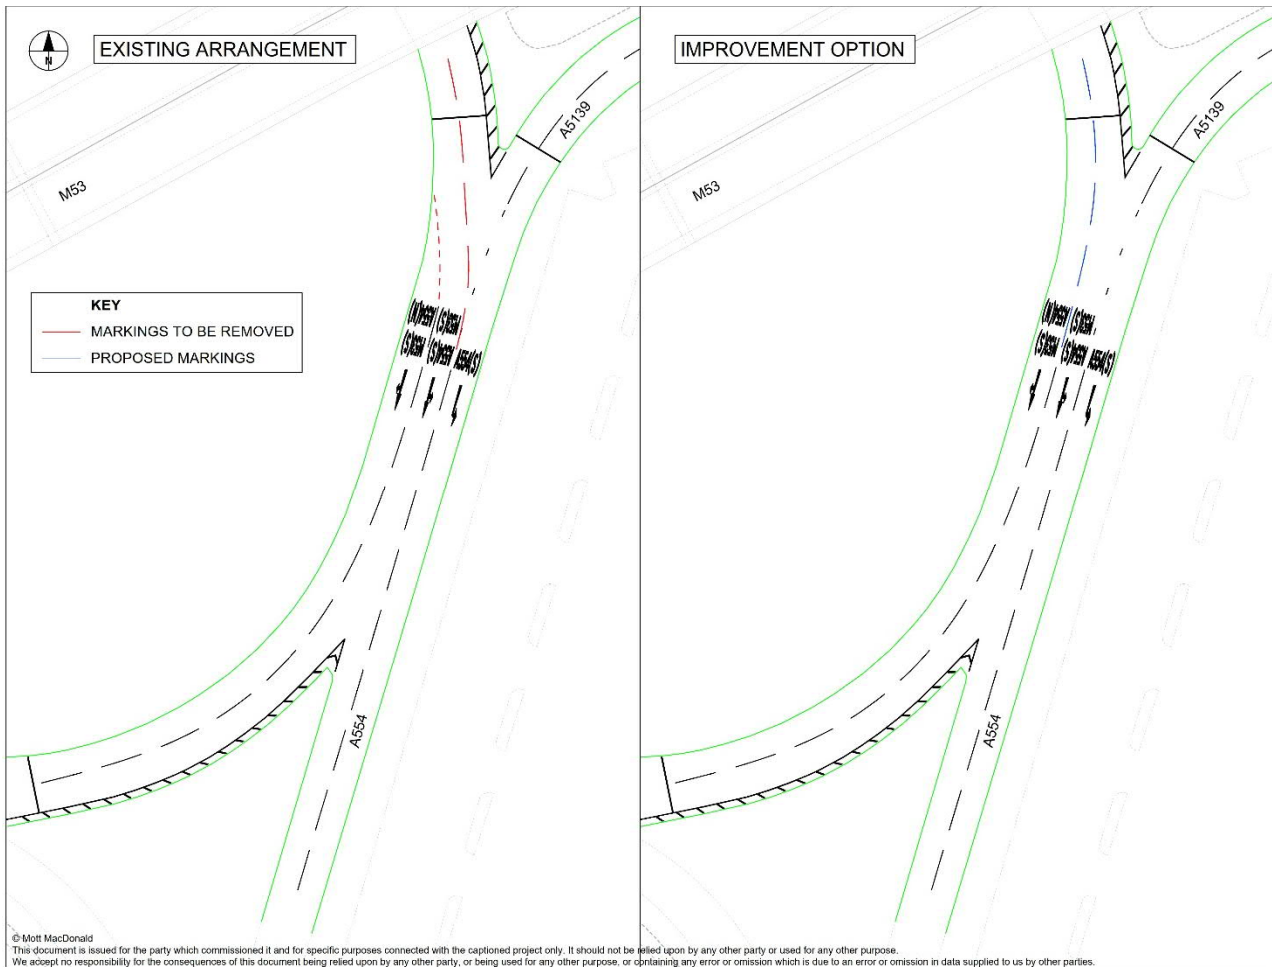 EXISTING ARRANGEMENT
N
A5139
M53
KEY
MARKINGS TO BE REMOVED
PROPOSED MARKINGS
A554
IMPROVEMENT OPTION
A5139
M53
A554
© Mott MacDonald
This document is issued for the party which commissioned it and for specific purposes connected with the captioned project only. It should not be relied upon by any other party or used for any other purpose.
We accept no responsibility for the consequences of this document being relied upon by any other party, or being used for any other purpose, or containing any error or omission which is due to an error or omission in data supplied to us by other parties.